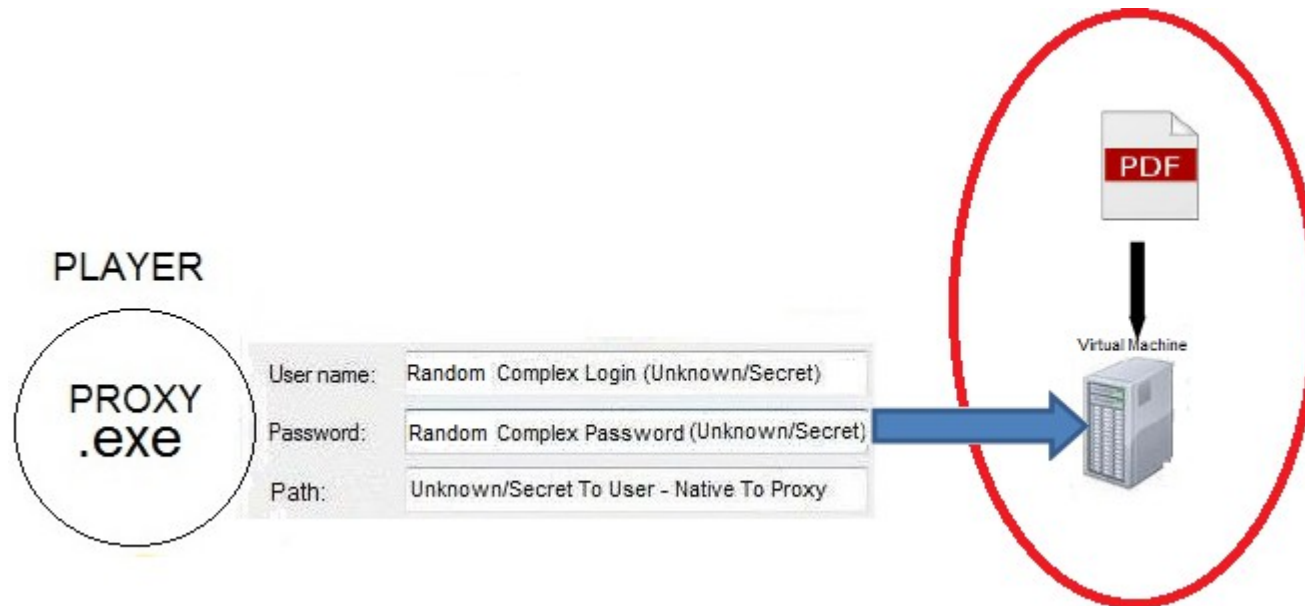 PDF
PLAYER
Virtual Machine
PROXY
.exe
User name: Random Complex Login (Unknown/Secret)
Password: Random Complex Password (Unknown/Secret)
Path: Unknown/Secret To User - Native To Proxy